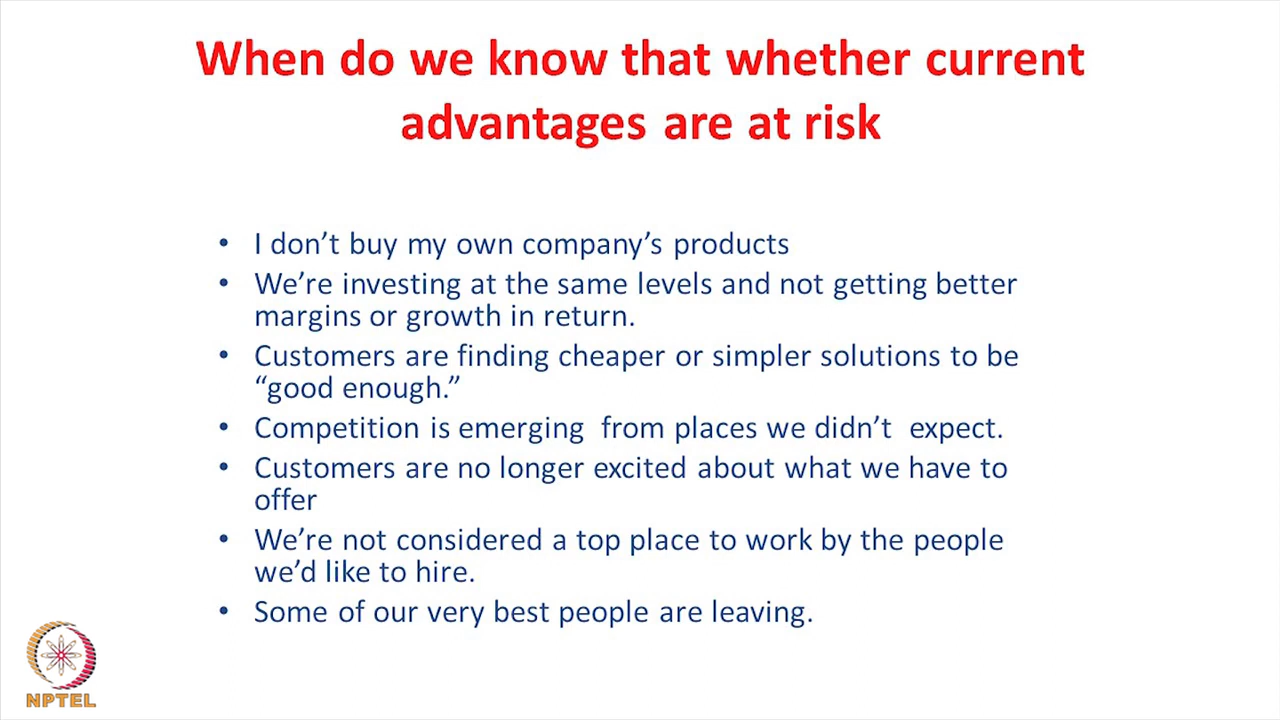 When do we know that whether current
advantages are at risk
• I don’t buy my own company’s products
• We’re investing at the same levels and not getting better
margins or growth in return.
• Customers are finding cheaper or simpler solutions to be
“good enough.”
• Competition is emerging  from places we didn’t  expect.
• Customers are no longer excited about what we have to
offer
• We’re not considered a top place to work by the people
we’d like to hire.
• Some of our very best people are leaving.
NPTEL